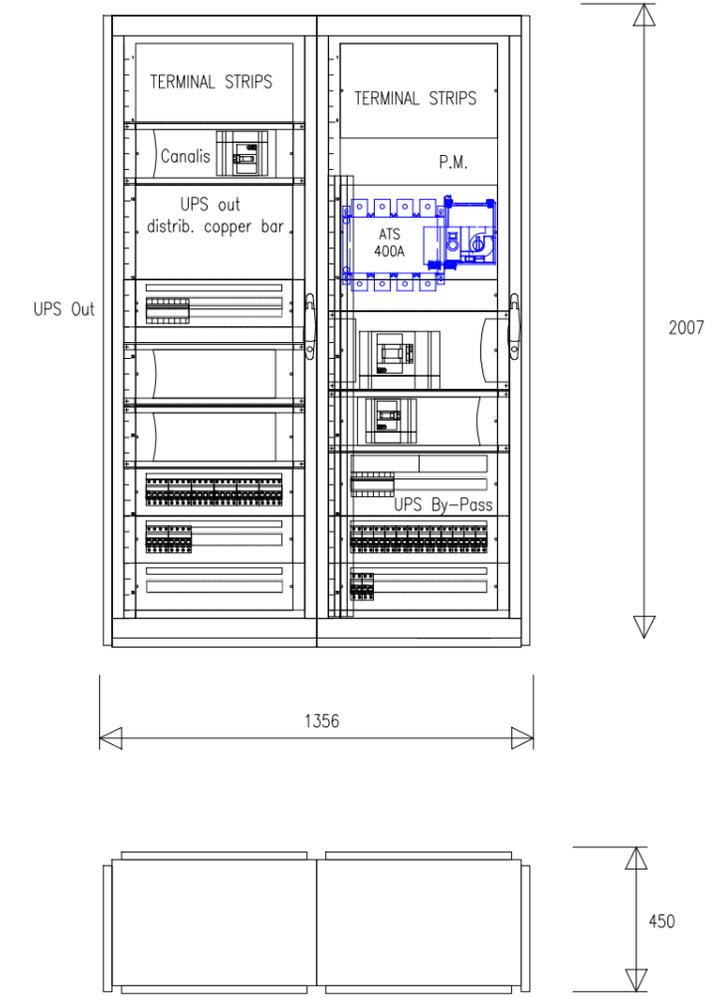 TERMINAL STRIPS
TERMINAL STRIPS
Canalis
P.M.
UPS out
distrib. copper bar
ATS
400A
UPS Out
2007
UPS By-Pass
1356
450